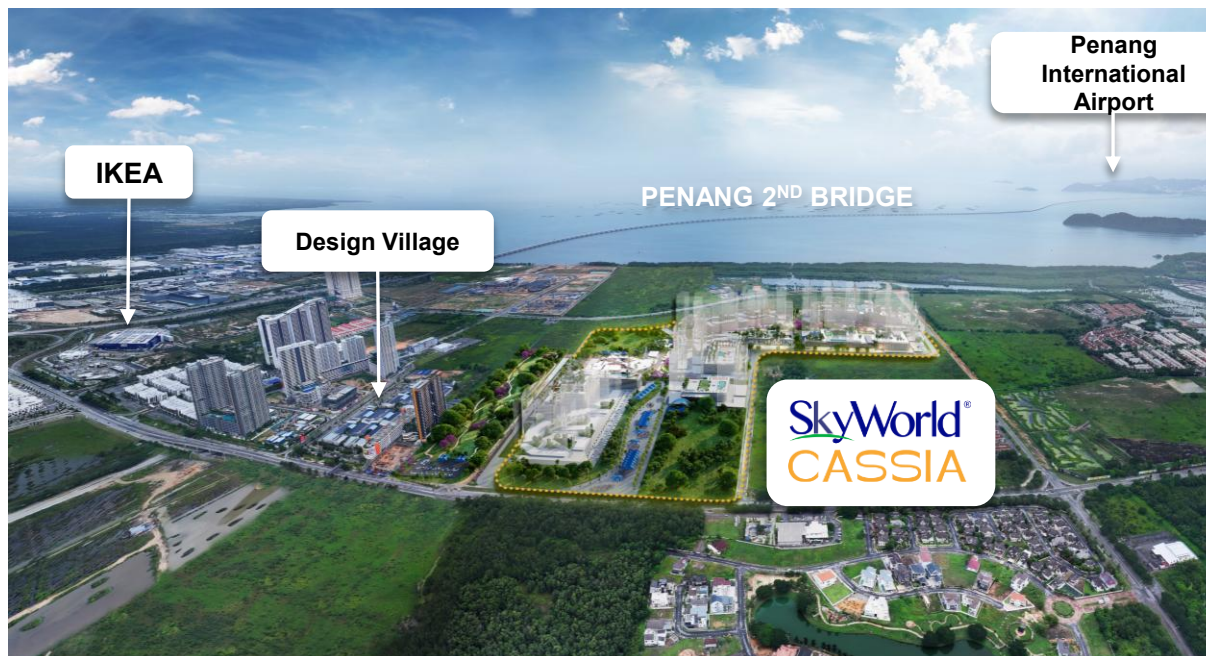 Penang
International
Airport
IKEA
PENANG 2ND BRIDGE
Design Village
SkyWorld®
CASSIA